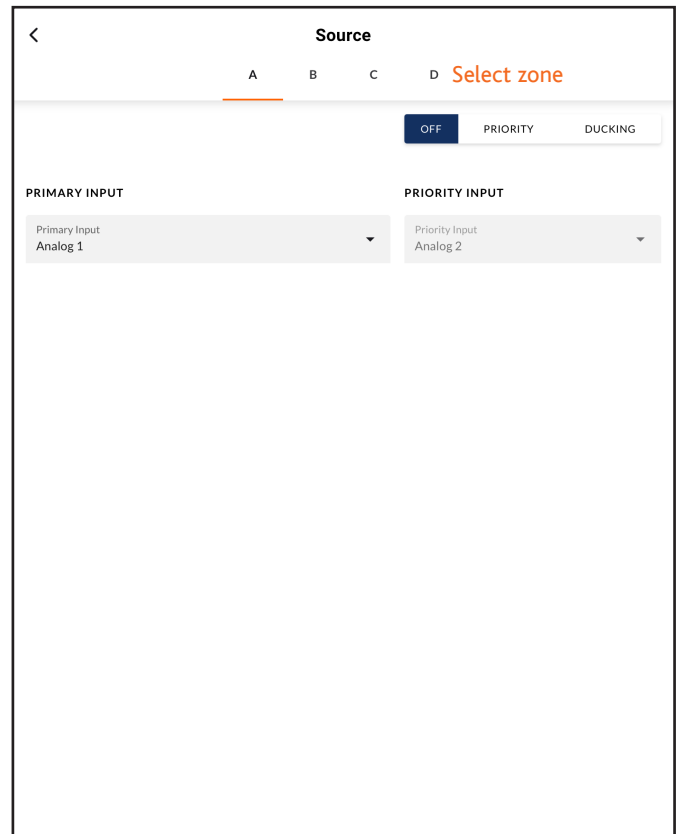 Source
A B C D Select zone
OFF PRIORITY DUCKING
PRIMARY INPUT
Primary Input
Analog 1
PRIORITY INPUT
Priority Input
Analog 2